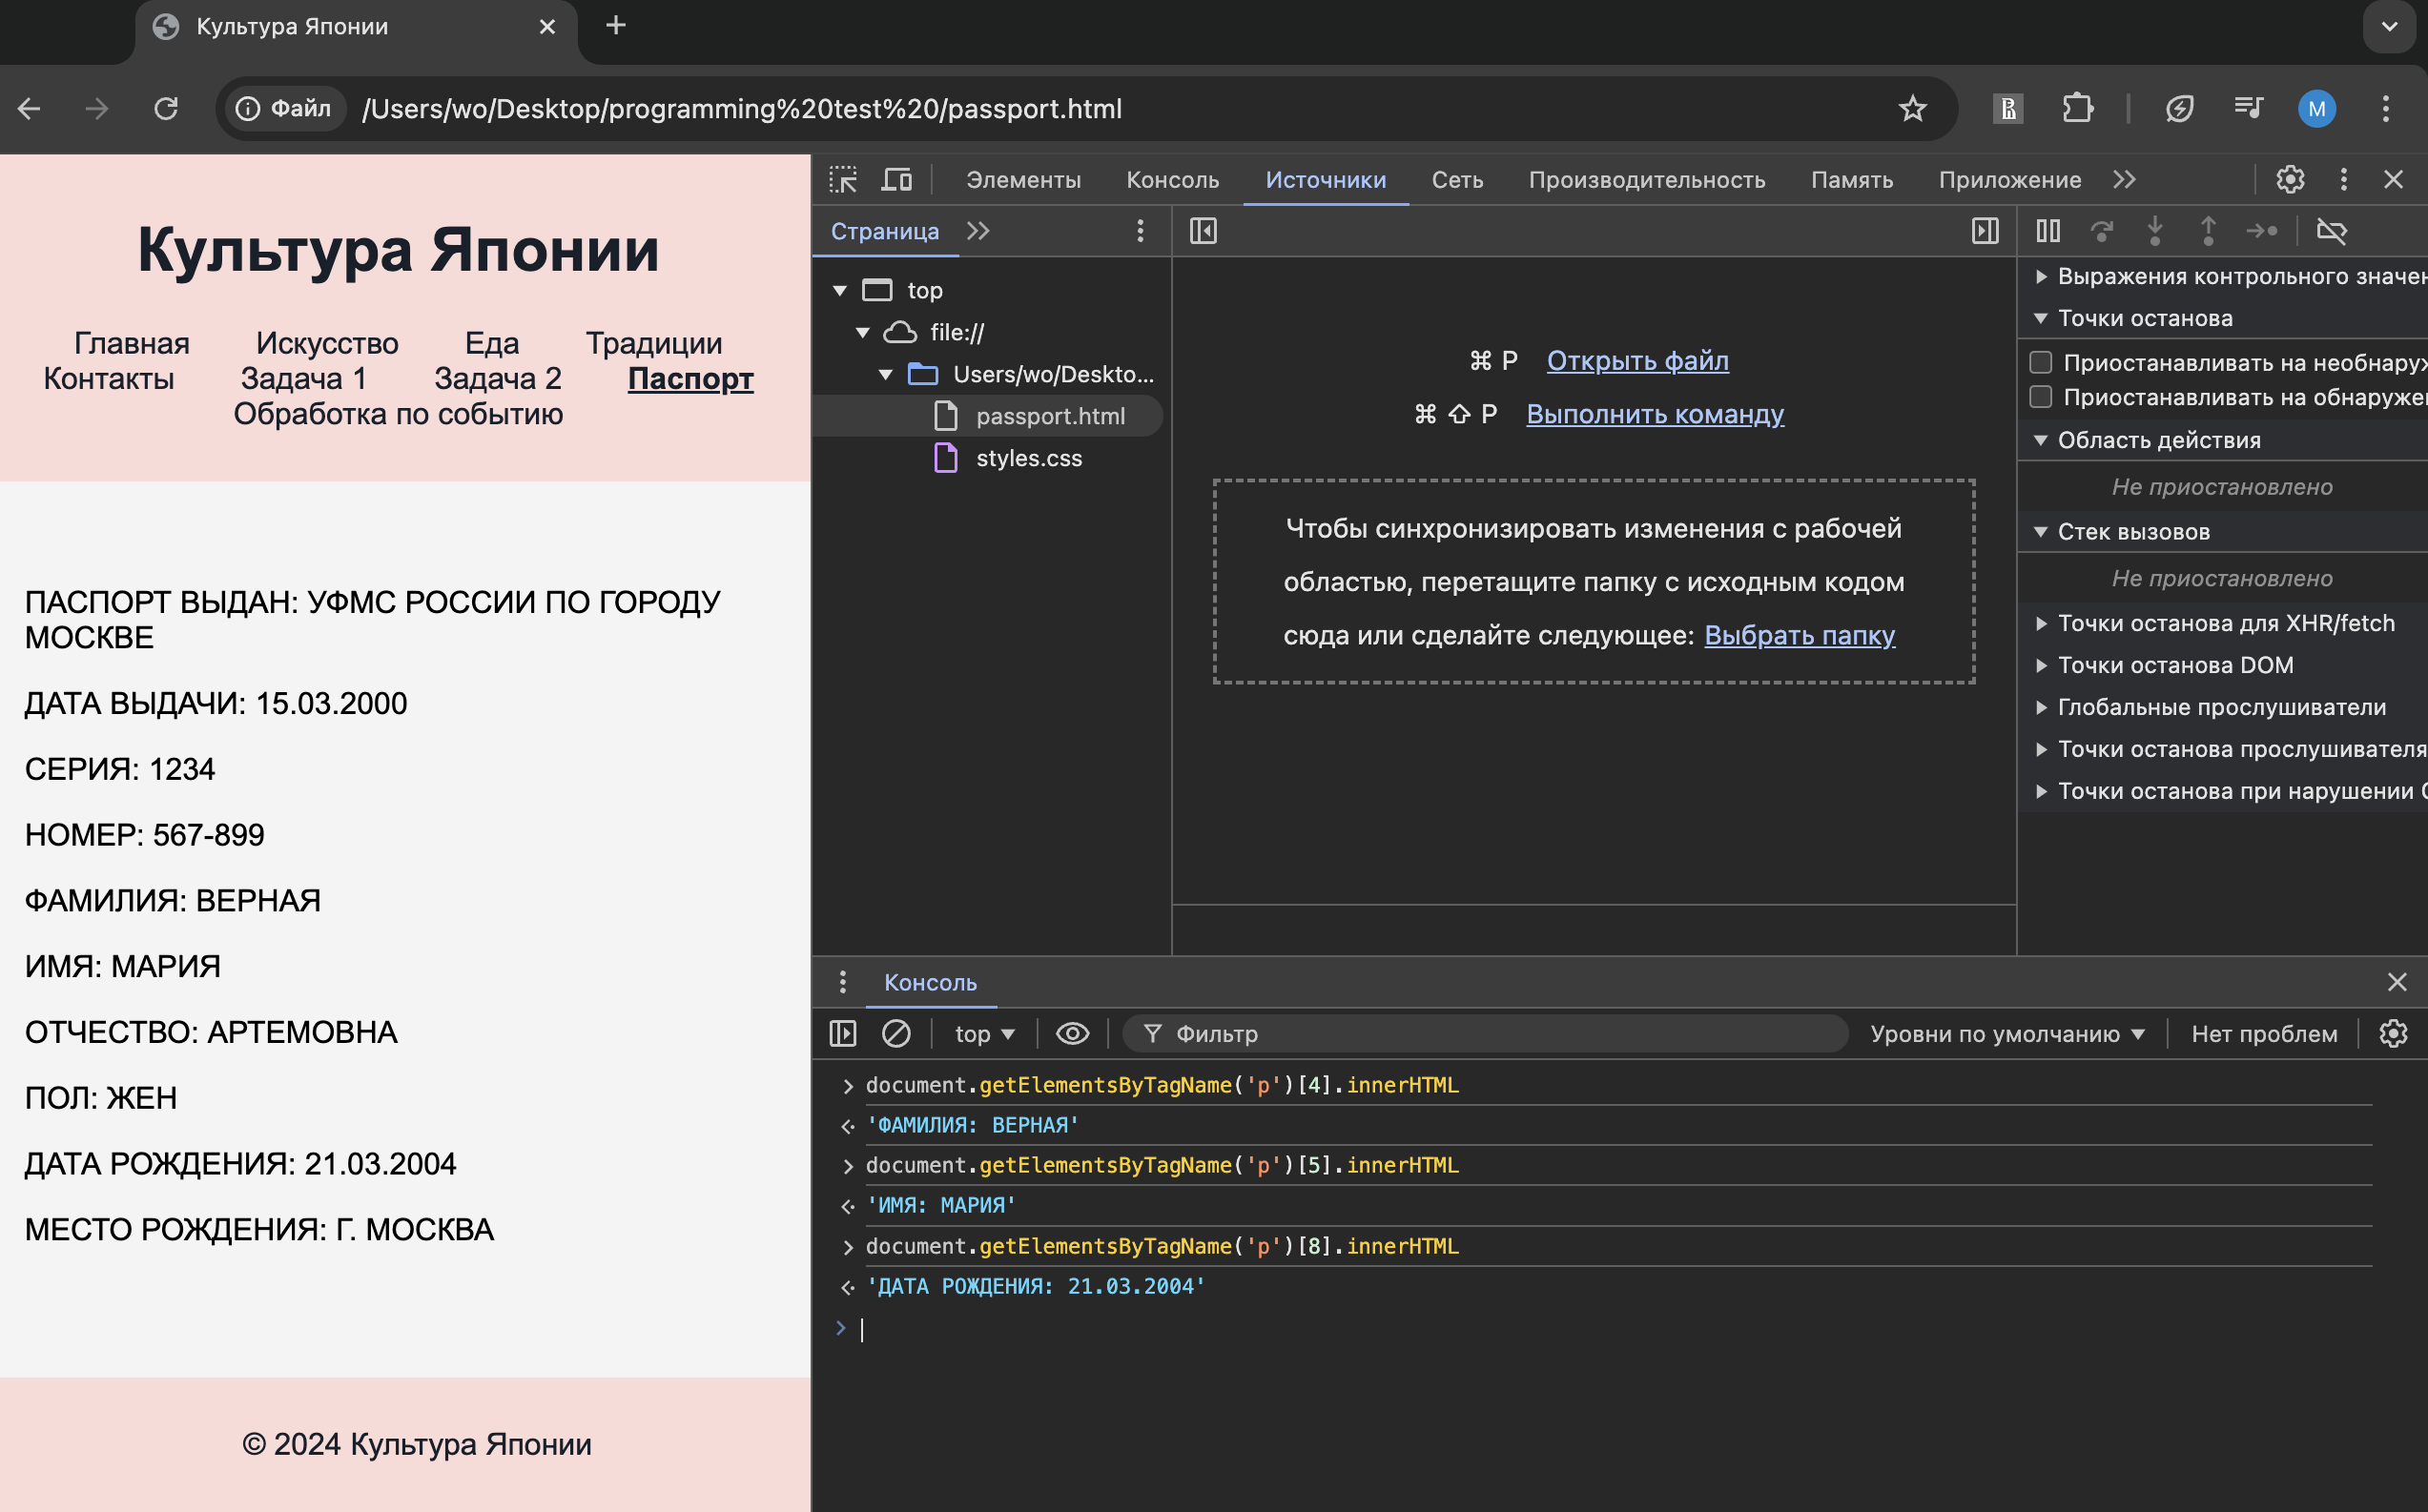 Культура Японии
Файл /Users/wo/Desktop/programming%20test%20/passport.html
M
Культура Японии
Главная Искусство Еда Традиции
Контакты Задача 1 Задача 2 Паспорт
Обработка по событию
ПАСПОРТ ВЫДАН: УФМС РОССИИ ПО ГОРОДУ
МОСКВЕ
ДАТА ВЫДАЧИ: 15.03.2000
СЕРИЯ: 1234
НОМЕР: 567-899
ФАМИЛИЯ: ВЕРНАЯ
ИМЯ: МАРИЯ
ОТЧЕСТВО: АРТЕМОВНА
ПОЛ: ЖЕН
ДАТА РОЖДЕНИЯ: 21.03.2004
МЕСТО РОЖДЕНИЯ: Г. МОСКВА
© 2024 Культура Японии
Элементы Консоль Источники Сеть Производительность Память Приложение
Страница
top
file://
Users/wo/Deskto...
passport.html
styles.css
⌘ P Открыть файл
⌘ ⇧ P Выполнить команду
Чтобы синхронизировать изменения с рабочей
областью, перетащите папку с исходным кодом
сюда или сделайте следующее: Выбрать папку
Выражения контрольного значен
Точки останова
Приостанавливать на необнаруж
Приостанавливать на обнаружен
Область действия
Не приостановлено
Стек вызовов
Не приостановлено
Точки останова для XHR/fetch
Точки останова DOM
Глобальные прослушиватели
Точки останова прослушивателя
Точки останова при нарушении C
Консоль
top Фильтр Уровни по умолчанию Нет проблем
document.getElementsByTagName('p')[4].innerHTML
'ФАМИЛИЯ: ВЕРНАЯ'
document.getElementsByTagName('p')[5].innerHTML
'ИМЯ: МАРИЯ'
document.getElementsByTagName('p')[8].innerHTML
'ДАТА РОЖДЕНИЯ: 21.03.2004'